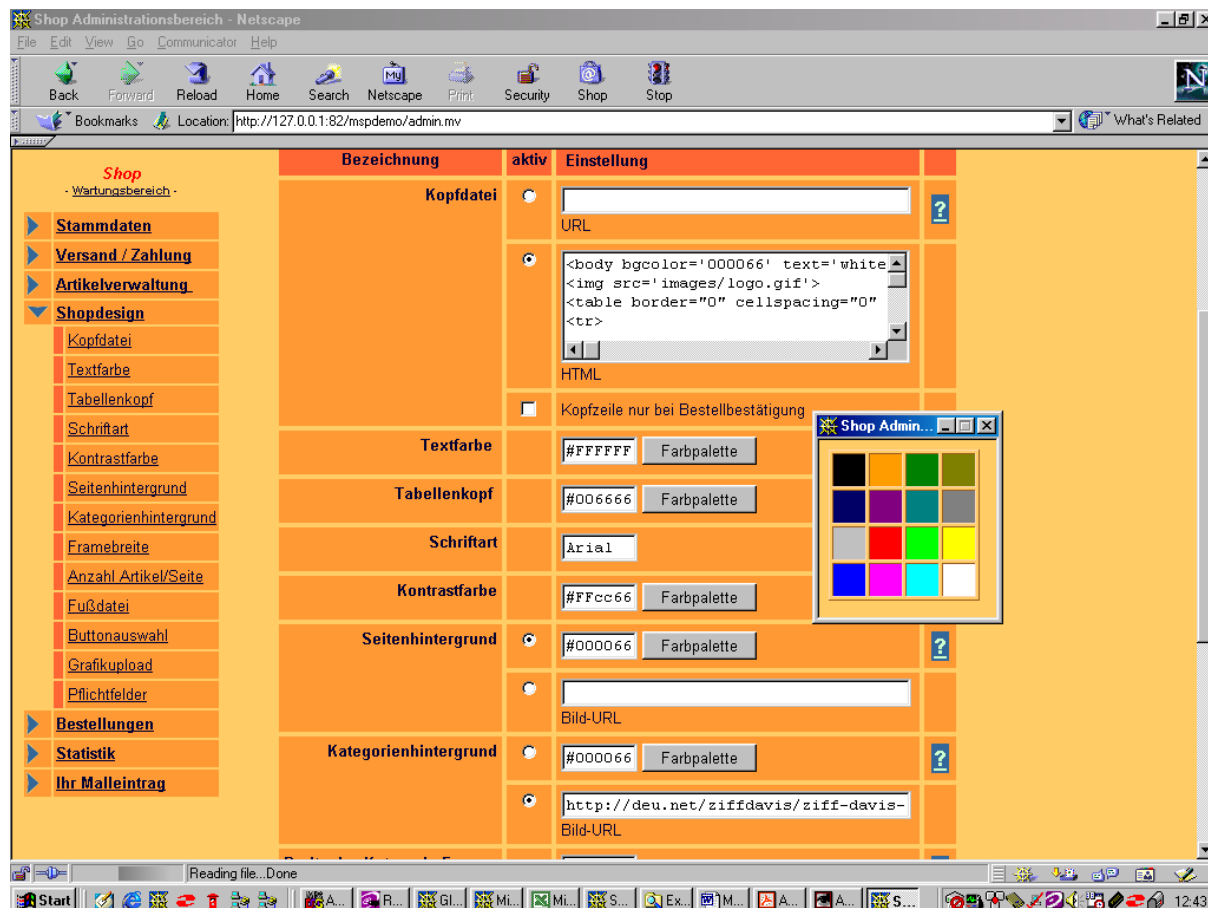 Shop Administrationsbereich - Netscape
File Edit View Go Communicator Help
Back Forward Reload Home Search Netscape Print Security Shop Stop
My
N
Bookmarks Location: http://127.0.0.1:82/mspdemo/admin.mv What's Related
Shop
- Wartungsbereich -
Stammdaten
Versand / Zahlung
Artikelverwaltung
Shopdesign
Kopfdatei
Textfarbe
Tabellenkopf
Schriftart
Kontrastfarbe
Seitenhintergrund
Kategorienhintergrund
Framebreite
Anzahl Artikel/Seite
Fußdatei
Buttonauswahl
Grafikupload
Pflichtfelder
Bestellungen
Statistik
Ihr Malleintrag
Bezeichnung aktiv Einstellung
Kopfdatei
?
URL
<body bgcolor='000066' text='white
<img src='images/logo.gif'>
<table border="0" cellspacing="0"
<tr>
HTML
Kopfzeile nur bei Bestellbestätigung
Textfarbe #FFFFFF Farbpalette
Tabellenkopf #006666 Farbpalette
Schriftart Arial
Kontrastfarbe #FFcc66 Farbpalette
Seitenhintergrund #000066 Farbpalette ?
Bild-URL
Kategorienhintergrund #000066 Farbpalette ?
http://deu.net/ziffdavis/ziff-davis-
Bild-URL
Shop Admin...
Reading file...Done
Start A... R... Gl... Mi... Mi... S... Ex... M... A... A... S... 12:43